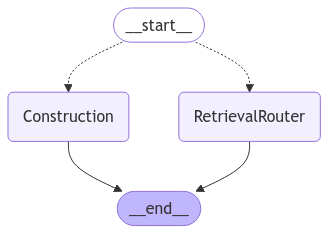 __start__
Construction
RetrievalRouter
__end__